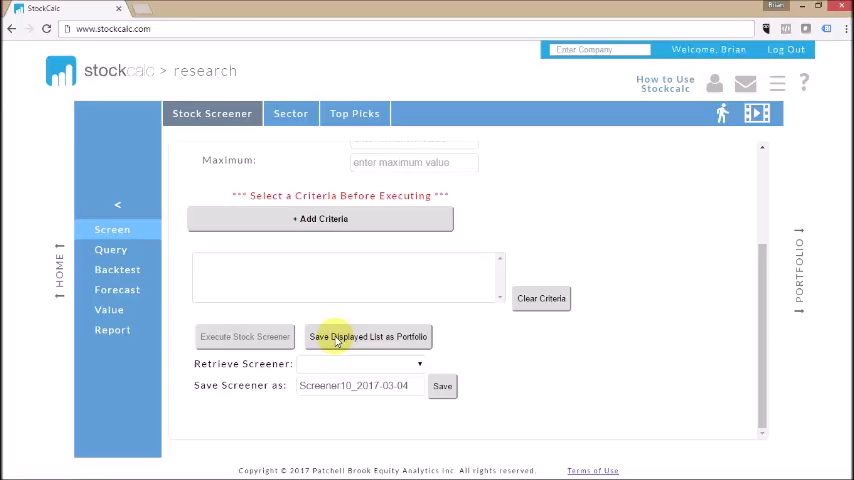 StockCalc
Brian
www.stockcalc.com
Enter Company
Welcome, Brian.
Log Out
stockcalc > research
How to Use
Stockcalc
?
Stock Screener
Sector
Top Picks
Maximum:
enter maximum value
*** Select a Criteria Before Executing ***
+ Add Criteria
<
Screen
Query
Backtest
Forecast
Value
Report
HOME
PORTFOLIO
Clear Criteria
Execute Stock Screener
Save Displayed List as Portfolio
Retrieve Screener:
Save Screener as:
Screener10_2017-03-04
Save
Copyright © 2017 Patchell Brook Equity Analytics Inc. All rights reserved.
Terms of Use